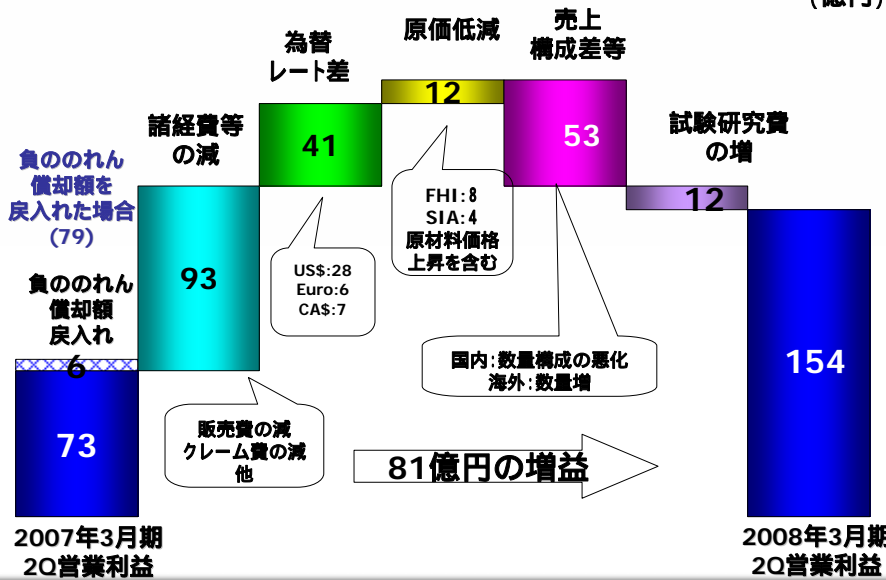 (億円)
売上
構成差等
原価低減
為替
レート差
諸経費等
の減
試験研究費
の増
負ののれん
償却額を
戻入れた場合
(79)
負ののれん
償却額
戻入れ
6
73
93
41
12
53
12
154
US$:28
Euro:6
CA$:7
FHI:8
SIA:4
原材料価格
上昇を含む
国内:数量構成の悪化
海外:数量増
販売費の減
クレーム費の減
他
81億円の増益
2007年3月期
2Q営業利益
2008年3月期
2Q営業利益